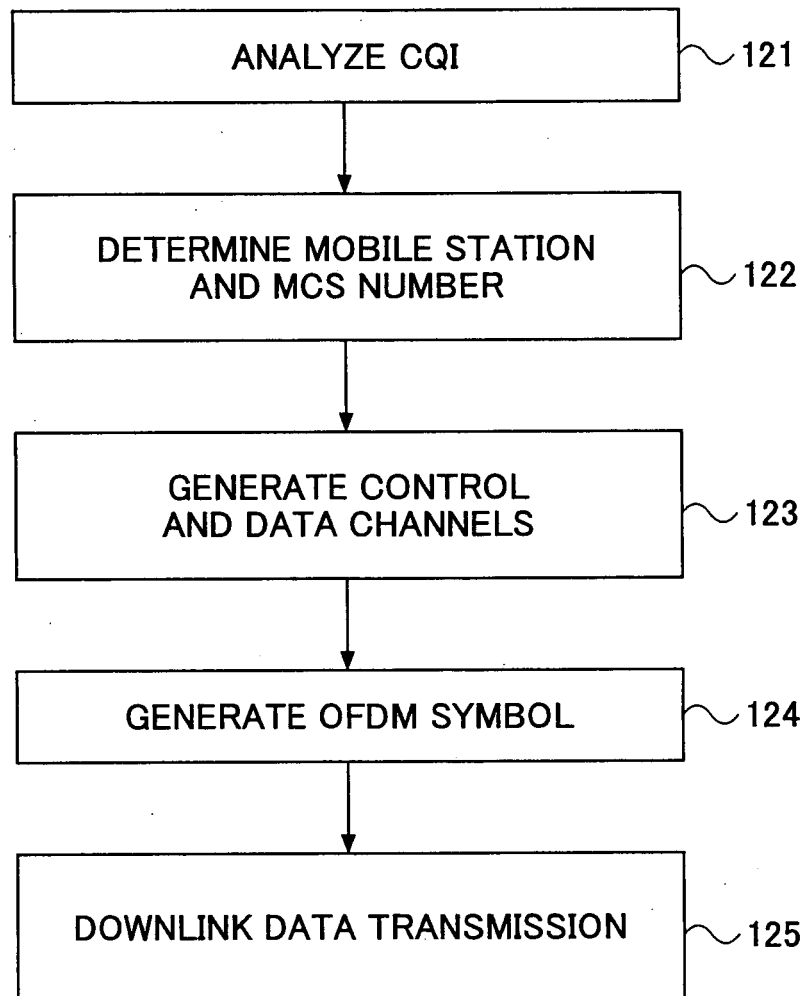 ANALYZE CQI
121
DETERMINE MOBILE STATION
AND MCS NUMBER
122
GENERATE CONTROL
AND DATA CHANNELS
123
GENERATE OFDM SYMBOL
124
DOWNLINK DATA TRANSMISSION
125